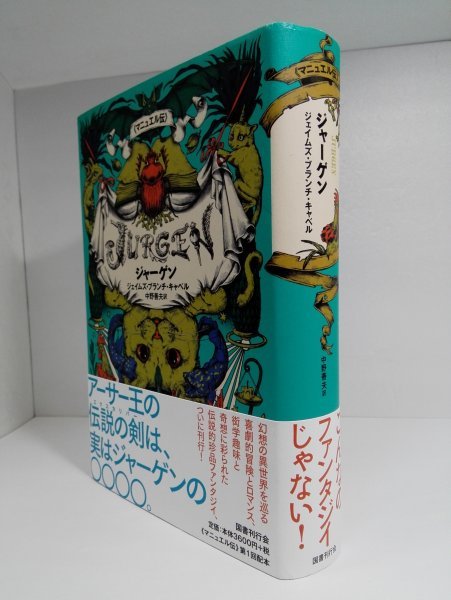 《マニュエル伝》
JURGEN
ジャーゲン
ジェイムズ・ブランチ・キャベル
中野善夫訳
アーサー王の
伝説の剣は、
実はジャーゲンの
○○○○。
幻想の異世界を巡る
喜劇的冒険とロマンス、
衒学趣味と
奇想に彩られた
伝説的珍品ファンタジイ、
ついに刊行!
国書刊行会
定価:本体3600円+税
《マニュエル伝》第1回配本
《マニュエル伝》
ジャーゲン
JURGEN
ジェイムズ・ブランチ・キャベル
中野善夫 訳
こんなの
ファンタジイ
じゃない!
国書刊行会